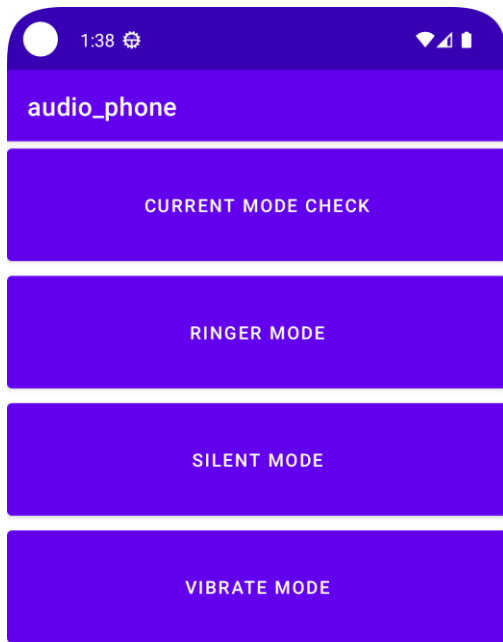 1:38
audio_phone
CURRENT MODE CHECK
RINGER MODE
SILENT MODE
VIBRATE MODE